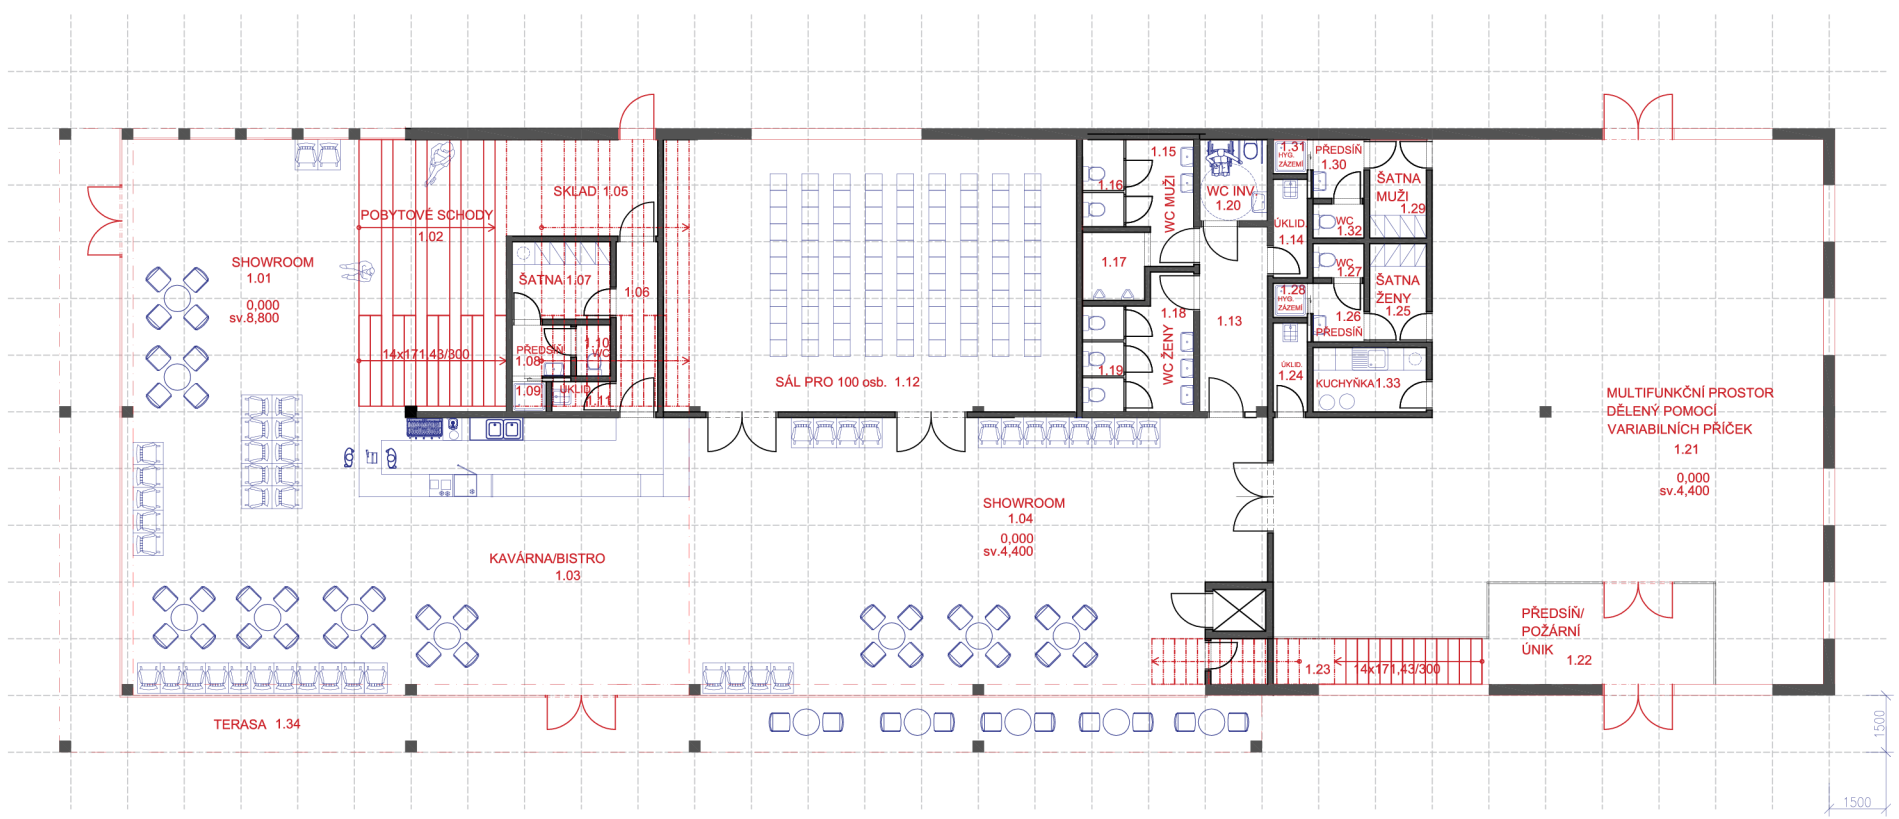 SHOWROOM
1.01
0,000
sv.8,800
POBYTOVÉ SCHODY
1.02
14x171,43/300
SKLAD 1.05
ŠATNA 1.07
1.06
PŘEDSÍŇ
1.08
1.09
1.10
WC
ÚKLID
1.11
KAVÁRNA/BISTRO
1.03
TERASA 1.34
SÁL PRO 100 osb. 1.12
SHOWROOM
1.04
0,000
sv.4,400
1.15
1.16
WC MUŽI
1.17
1.18
WC ŽENY
1.19
WC INV.
1.20
1.13
ÚKLID.
1.14
1.31
HYG.
ZÁZEMÍ
PŘEDSÍŇ
1.30
ŠATNA
MUŽI
1.29
WC
1.32
WC
1.27
1.28
HYG.
ZÁZEMÍ
1.26
PŘEDSÍŇ
ŠATNA
ŽENY
1.25
ÚKLID.
1.24
KUCHYŇKA 1.33
MULTIFUNKČNÍ PROSTOR
DĚLENÝ POMOCÍ
VARIABILNÍCH PŘÍČEK
1.21
0,000
sv.4,400
PŘEDSÍŇ/
POŽÁRNÍ
ÚNIK
1.22
1.23
14x171,43/300
1500
1500